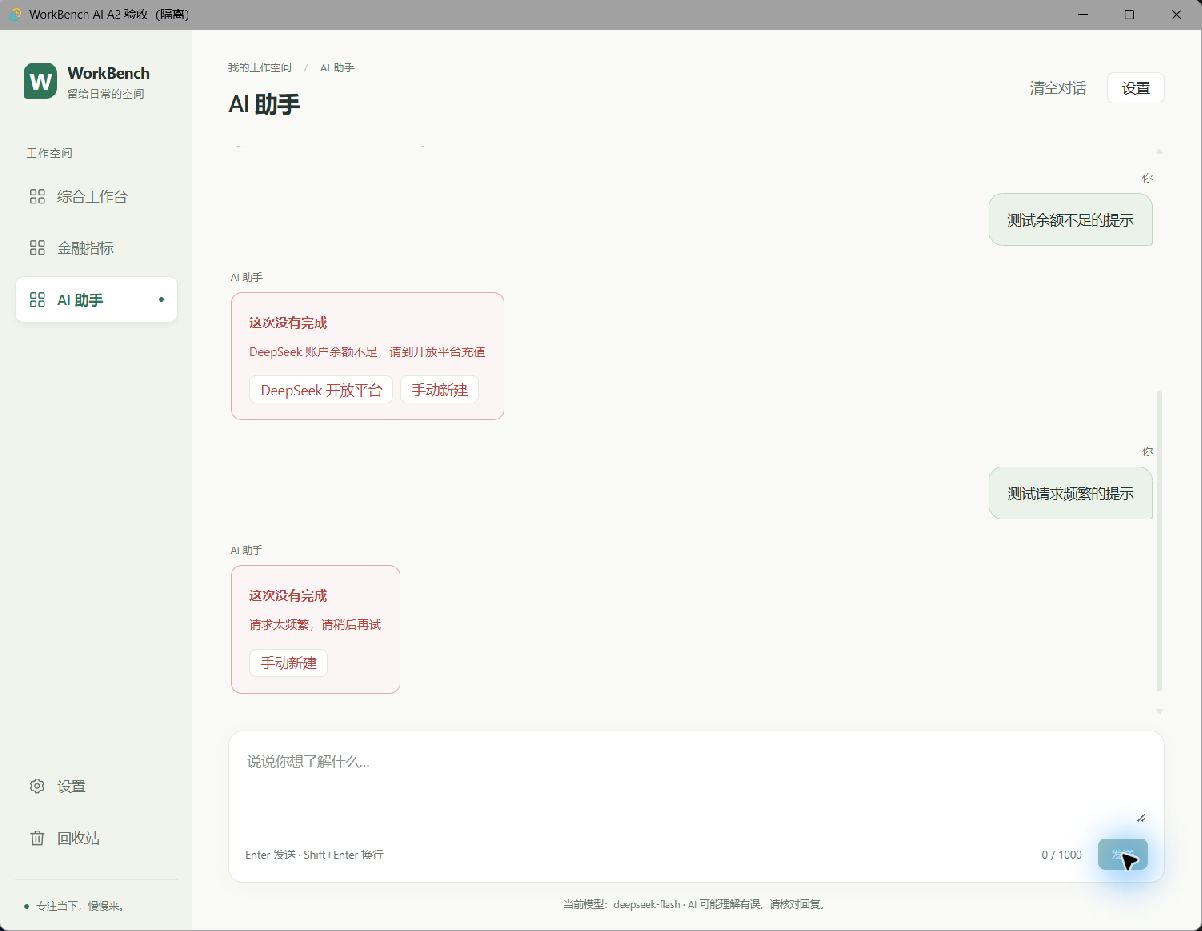 WorkBench AI A2 验收（隔离）
W
WorkBench
留给日常的空间
工作空间
综合工作台
金融指标
AI 助手
设置
回收站
专注当下，慢慢来。
我的工作空间 / AI 助手
AI 助手
清空对话
设置
你
测试余额不足的提示
AI 助手
这次没有完成
DeepSeek 账户余额不足，请到开放平台充值
DeepSeek 开放平台
手动新建
你
测试请求频繁的提示
AI 助手
这次没有完成
请求太频繁，请稍后再试
手动新建
说说你想了解什么...
Enter 发送 · Shift+Enter 换行
0 / 1000
当前模型：deepseek-flash · AI 可能理解有误，请核对回复。